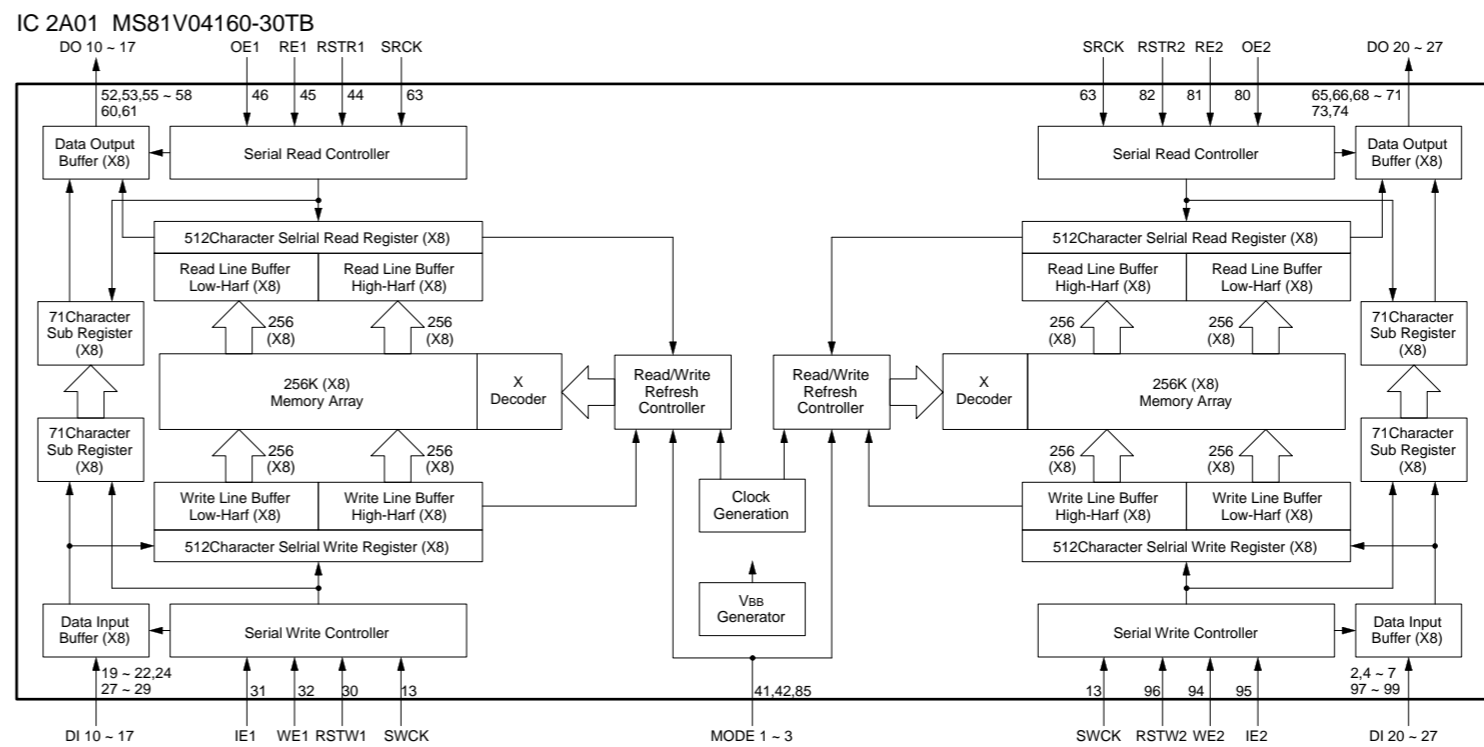 IC 2A01 MS81V04160-30TB
DO 10 ~ 17
OE1
RE1
RSTR1
SRCK
SRCK
RSTR2
RE2
OE2
DO 20 ~ 27
52,53,55 ~ 58
60,61
46
45
44
63
63
82
81
80
65,66,68 ~ 71
73,74
Data Output
Buffer (X8)
Serial Read Controller
Serial Read Controller
Data Output
Buffer (X8)
512Character Selrial Read Register (X8)
512Character Selrial Read Register (X8)
Read Line Buffer
Low-Harf (X8)
Read Line Buffer
High-Harf (X8)
Read Line Buffer
High-Harf (X8)
Read Line Buffer
Low-Harf (X8)
71Character
Sub Register
(X8)
256
(X8)
256
(X8)
256
(X8)
256
(X8)
71Character
Sub Register
(X8)
256K (X8)
Memory Array
X
Decoder
Read/Write
Refresh
Controller
Read/Write
Refresh
Controller
X
Decoder
256K (X8)
Memory Array
71Character
Sub Register
(X8)
256
(X8)
256
(X8)
256
(X8)
256
(X8)
71Character
Sub Register
(X8)
Write Line Buffer
Low-Harf (X8)
Write Line Buffer
High-Harf (X8)
Clock
Generation
Write Line Buffer
High-Harf (X8)
Write Line Buffer
Low-Harf (X8)
512Character Selrial Write Register (X8)
512Character Selrial Write Register (X8)
VBB
Generator
Data Input
Buffer (X8)
Serial Write Controller
Serial Write Controller
Data Input
Buffer (X8)
19 ~ 22,24
27 ~ 29
31
32
30
13
41,42,85
13
96
94
95
2,4 ~ 7
97 ~ 99
DI 10 ~ 17
IE1
WE1
RSTW1
SWCK
MODE 1 ~ 3
SWCK
RSTW2
WE2
IE2
DI 20 ~ 27